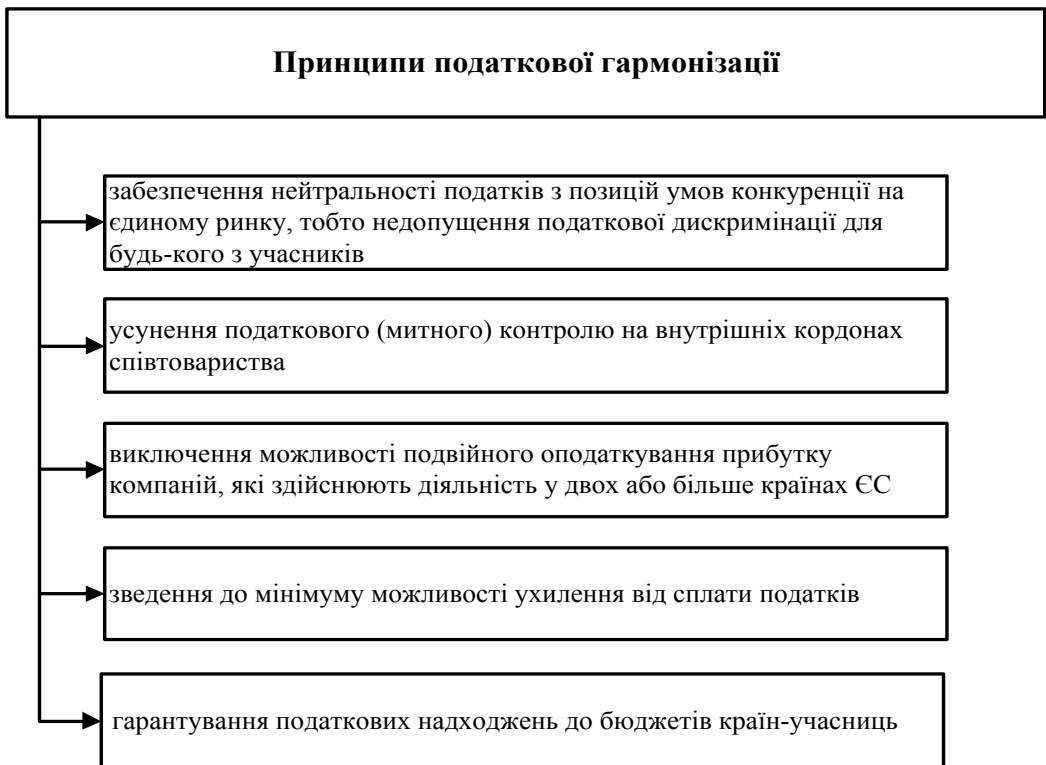 Принципи податкової гармонізації
забезпечення нейтральності податків з позицій умов конкуренції на
єдиному ринку, тобто недопущення податкової дискримінації для
будь-кого з учасників
усунення податкового (митного) контролю на внутрішніх кордонах
співтовариства
виключення можливості подвійного оподаткування прибутку
компаній, які здійснюють діяльність у двох або більше країнах ЄС
зведення до мінімуму можливості ухилення від сплати податків
гарантування податкових надходжень до бюджетів країн-учасниць